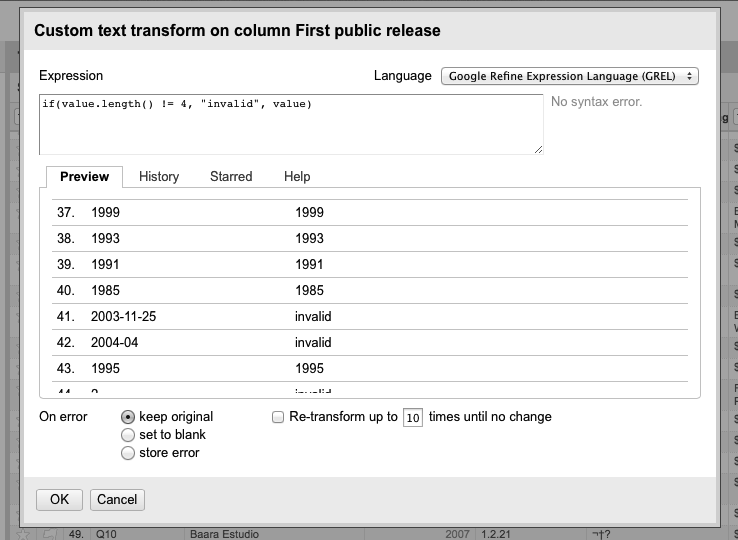 Custom text transform on column First public release
Expression
Language Google Refine Expression Language (GREL)
if(value.length() != 4, "invalid", value)
No syntax error.
Preview History Starred Help
37. 1999 1999
38. 1993 1993
39. 1991 1991
40. 1985 1985
41. 2003-11-25 invalid
42. 2004-04 invalid
43. 1995 1995
On error keep original Re-transform up to 10 times until no change
set to blank
store error
OK Cancel
49. Q10 Baara Estudio 2007 1.2.21